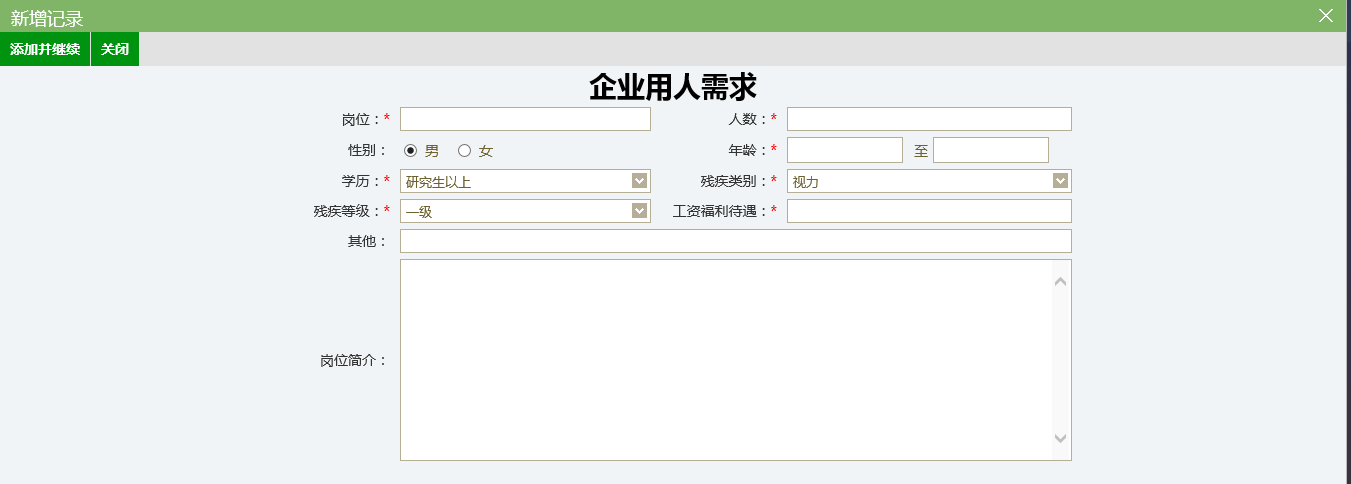 新增记录
添加并继续 关闭
企业用人需求
岗位：* 人数：*
性别： 男 女 年龄：* 至
学历：* 研究生以上 残疾类别：* 视力
残疾等级：* 一级 工资福利待遇：*
其他：
岗位简介：